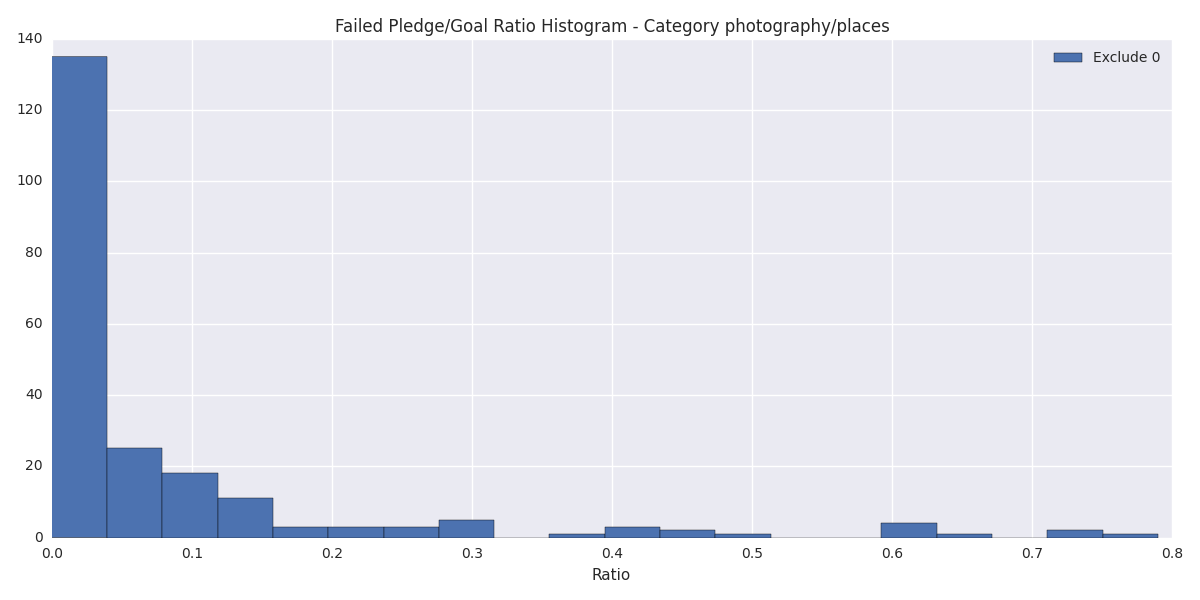 Failed Pledge/Goal Ratio Histogram - Category photography/places
Exclude 0
140
120
100
80
60
40
20
0
0.0 0.1 0.2 0.3 0.4 0.5 0.6 0.7 0.8
Ratio